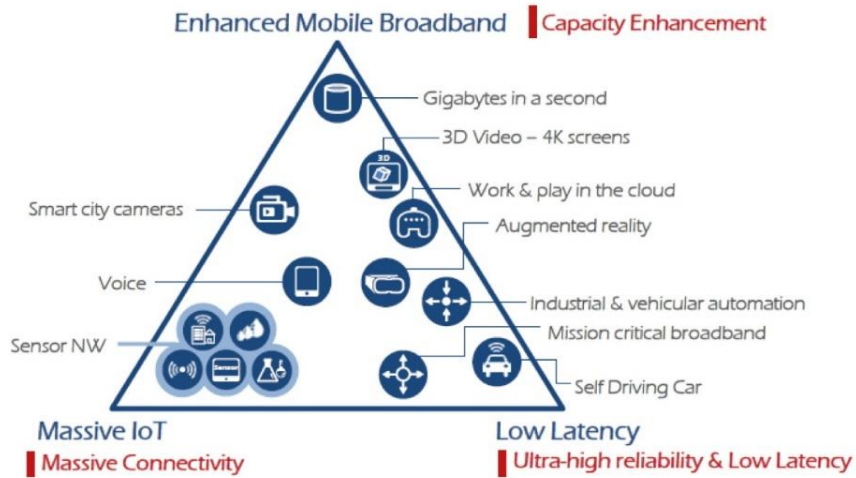 Enhanced Mobile Broadband
Capacity Enhancement
Gigabytes in a second
3D Video – 4K screens
3D
Work & play in the cloud
Smart city cameras
Augmented reality
Voice
Industrial & vehicular automation
Mission critical broadband
Sensor NW
Sensor
Self Driving Car
Massive IoT
Low Latency
Massive Connectivity
Ultra-high reliability & Low Latency